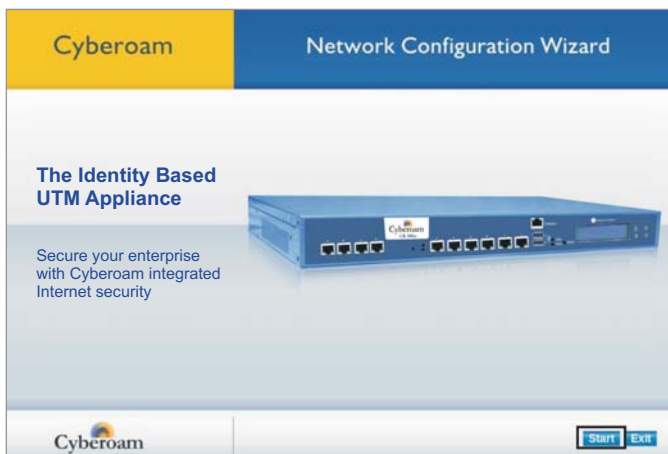 Cyberoam
Network Configuration Wizard
The Identity Based
UTM Appliance
Secure your enterprise
with Cyberoam integrated
Internet security
Cyberoam
Cyberoam
Start
Exit